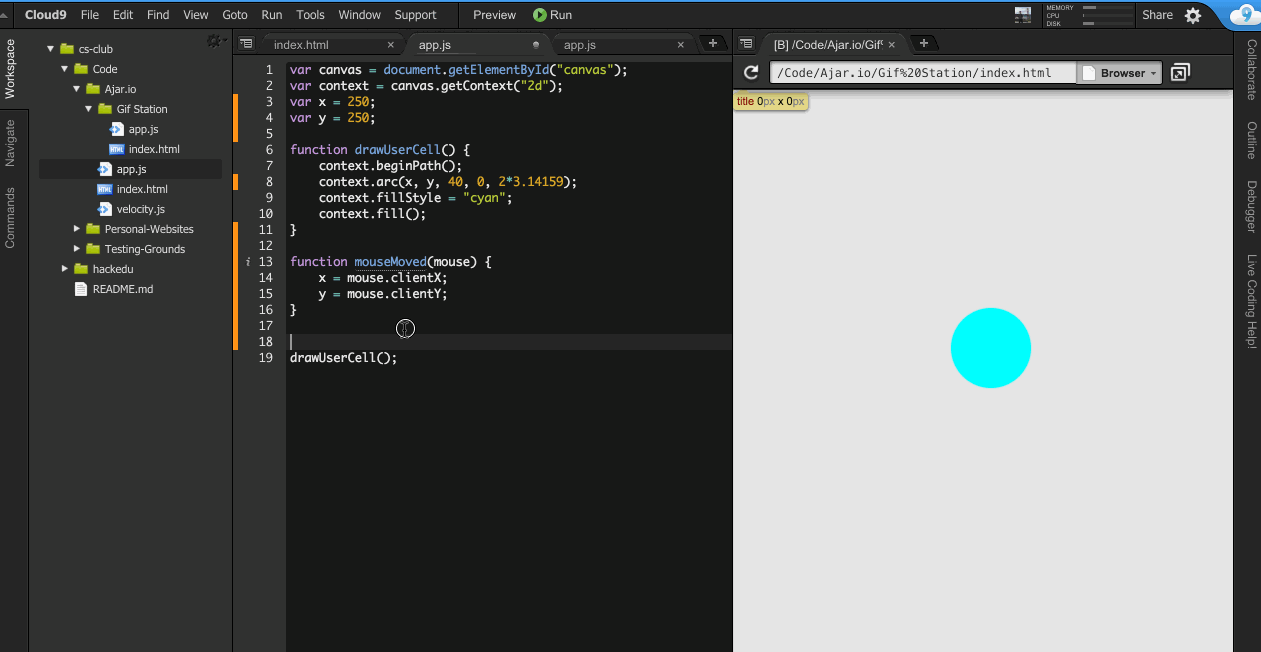 Cloud9 File Edit Find View Goto Run Tools Window Support Preview Run MEMORY CPU DISK Share 9
Workspace
Navigate
Commands
cs-club
Code
Ajar.io
Gif Station
app.js
index.html
app.js
index.html
velocity.js
Personal-Websites
Testing-Grounds
hackedu
README.md
index.html × app.js app.js × +
1 var canvas = document.getElementById("canvas");
2 var context = canvas.getContext("2d");
3 var x = 250;
4 var y = 250;
5
6 function drawUserCell() {
7 context.beginPath();
8 context.arc(x, y, 40, 0, 2*3.14159);
9 context.fillStyle = "cyan";
10 context.fill();
11 }
12
i 13 function mouseMoved(mouse) {
14 x = mouse.clientX;
15 y = mouse.clientY;
16 }
17
18
19 drawUserCell();
[B] /Code/Ajar.io/Gif × +
/Code/Ajar.io/Gif%20Station/index.html Browser
title 0px x 0px
Collaborate
Outline
Debugger
Live Coding Help!